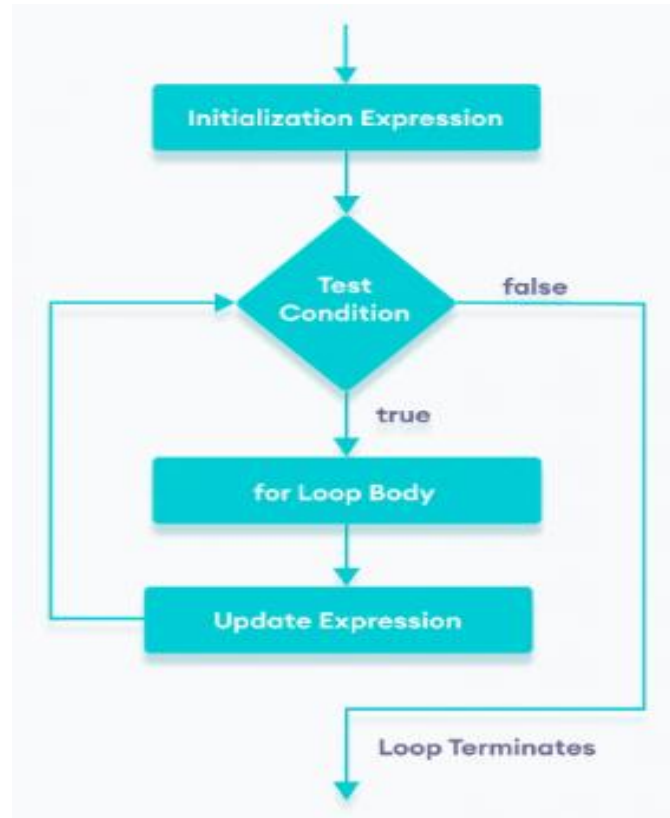 Initialization Expression
Test
Condition
false
true
for Loop Body
Update Expression
Loop Terminates